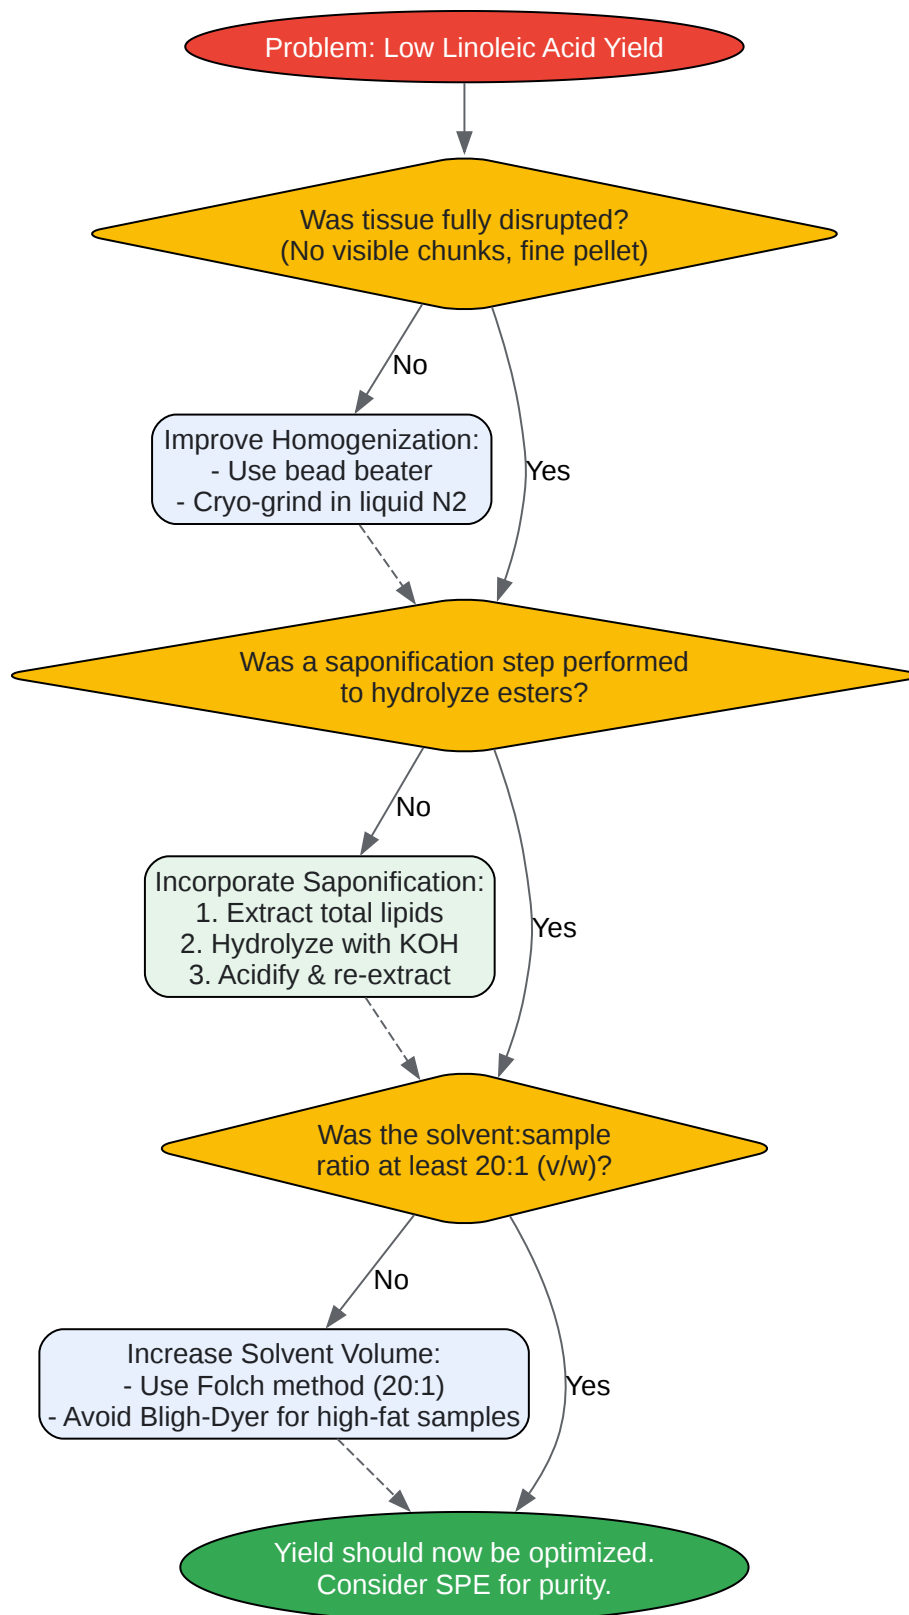 Problem: Low Linoleic Acid Yield
Was tissue fully disrupted?
(No visible chunks, fine pellet)
No
Improve Homogenization:
- Use bead beater
- Cryo-grind in liquid N2
Yes
Was a saponification step performed
to hydrolyze esters?
No
Incorporate Saponification:
1. Extract total lipids
2. Hydrolyze with KOH
3. Acidify & re-extract
Yes
Was the solvent:sample
ratio at least 20:1 (v/w)?
No
Increase Solvent Volume:
- Use Folch method (20:1)
- Avoid Bligh-Dyer for high-fat samples
Yes
Yield should now be optimized.
Consider SPE for purity.